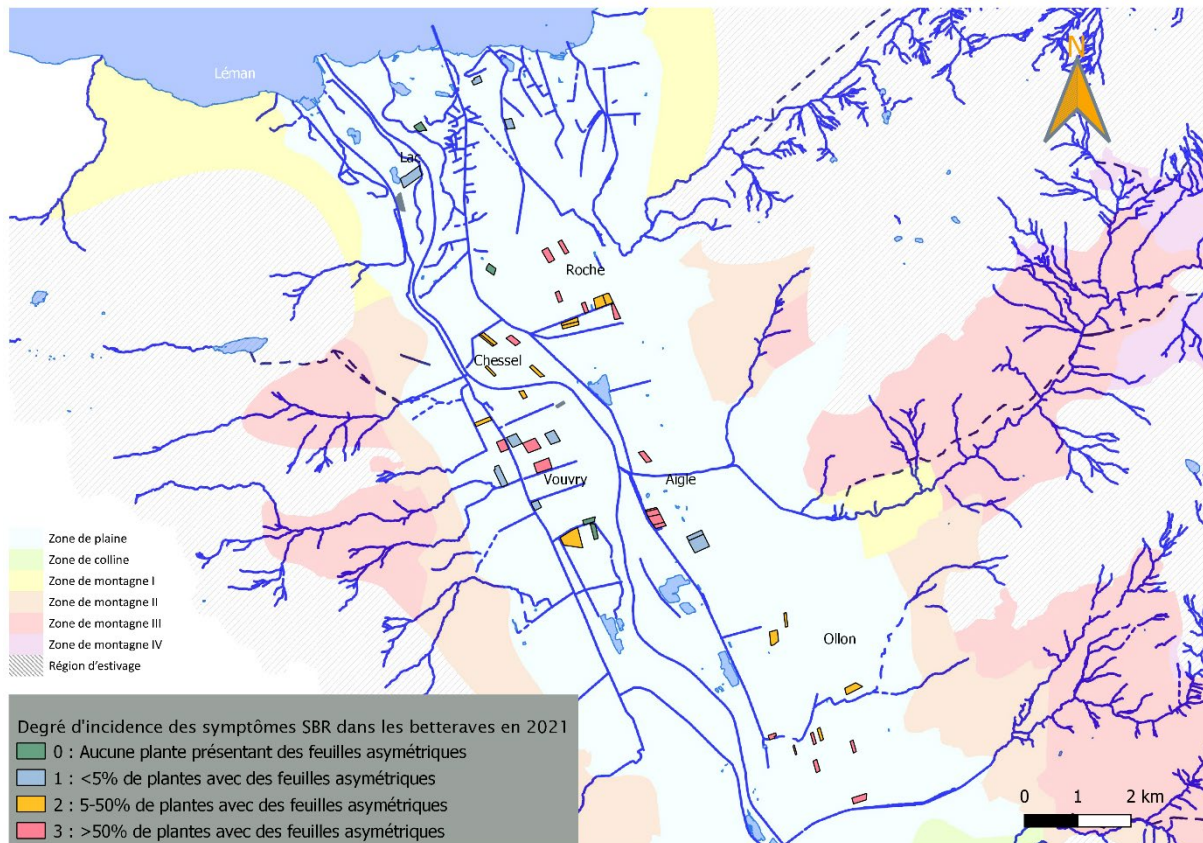 Léman
N
Lac
Roche
Chessel
Vouvry
Aigle
Ollon
Zone de plaine
Zone de colline
Zone de montagne I
Zone de montagne II
Zone de montagne III
Zone de montagne IV
Région d'estivage
Degré d'incidence des symptômes SBR dans les betteraves en 2021
0 : Aucune plante présentant des feuilles asymétriques
1 : <5% de plantes avec des feuilles asymétriques
2 : 5-50% de plantes avec des feuilles asymétriques
3 : >50% de plantes avec des feuilles asymétriques
0 1 2 km